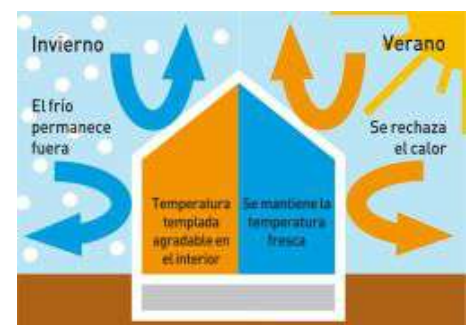 Invierno
El frío
permanece
fuera
Temperatura
templada
agradable en
el interior
Se mantiene la
temperatura
fresca
Verano
Se rechaza
el calor